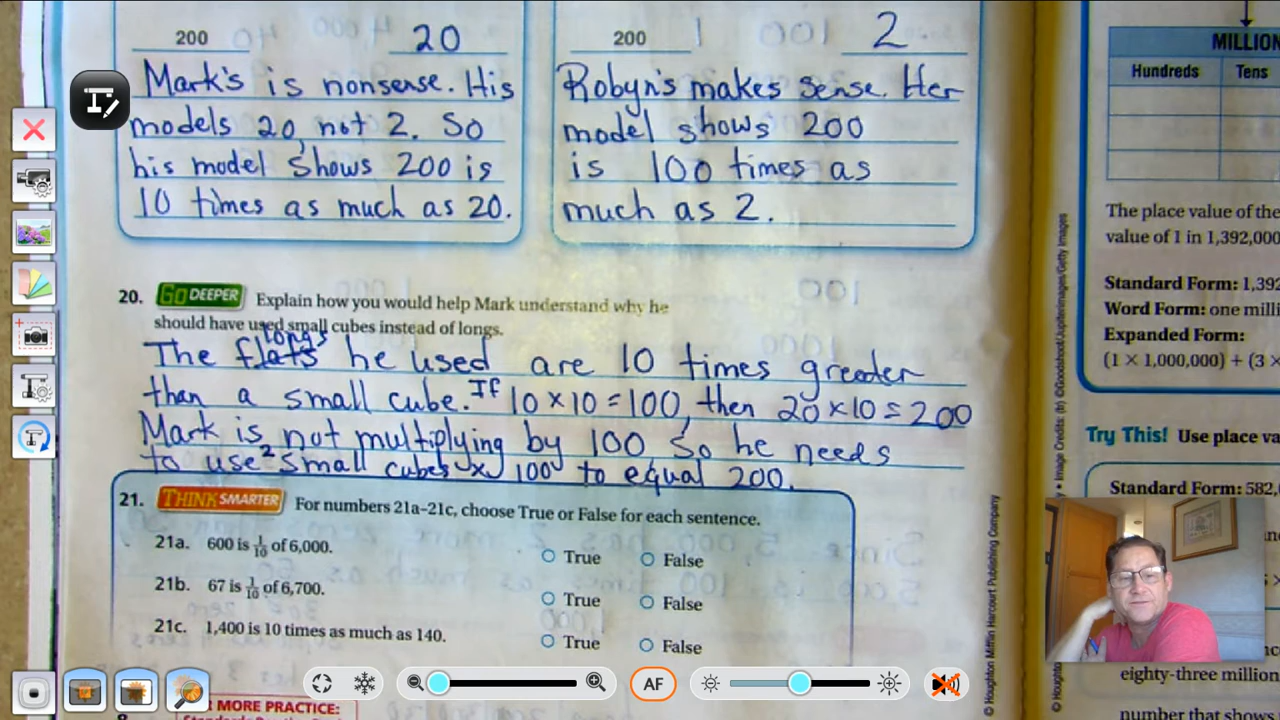 200 20
Mark's is nonsense. His
models 20, not 2. So
his model shows 200 is
10 times as much as 20.
200 2
Robyn's makes sense. Her
model shows 200
is 100 times as
much as 2.
20. GO DEEPER Explain how you would help Mark understand why he
should have used small cubes instead of longs.
longs
The flats he used are 10 times greater
than a small cube. If 10 x 10 = 100, then 20 x 10 = 200
Mark is not multiplying by 100 so he needs
to use 2 small cubes x 100 to equal 200.
21. THINK SMARTER For numbers 21a–21c, choose True or False for each sentence.
21a. 600 is 1/10 of 6,000. True False
21b. 67 is 1/10 of 6,700. True False
21c. 1,400 is 10 times as much as 140. True False
MORE PRACTICE:
© Houghton Mifflin Harcourt Publishing Company
MILLION
Hundreds Tens
The place value of the
value of 1 in 1,392,000
Standard Form: 1,392
Word Form: one milli
Expanded Form:
(1 × 1,000,000) + (3 ×
Try This! Use place va
Standard Form: 582,
eighty-three million
number that shows
Image Credits: (b) ©Goodshoot/Jupiterimages/Getty Images
AF